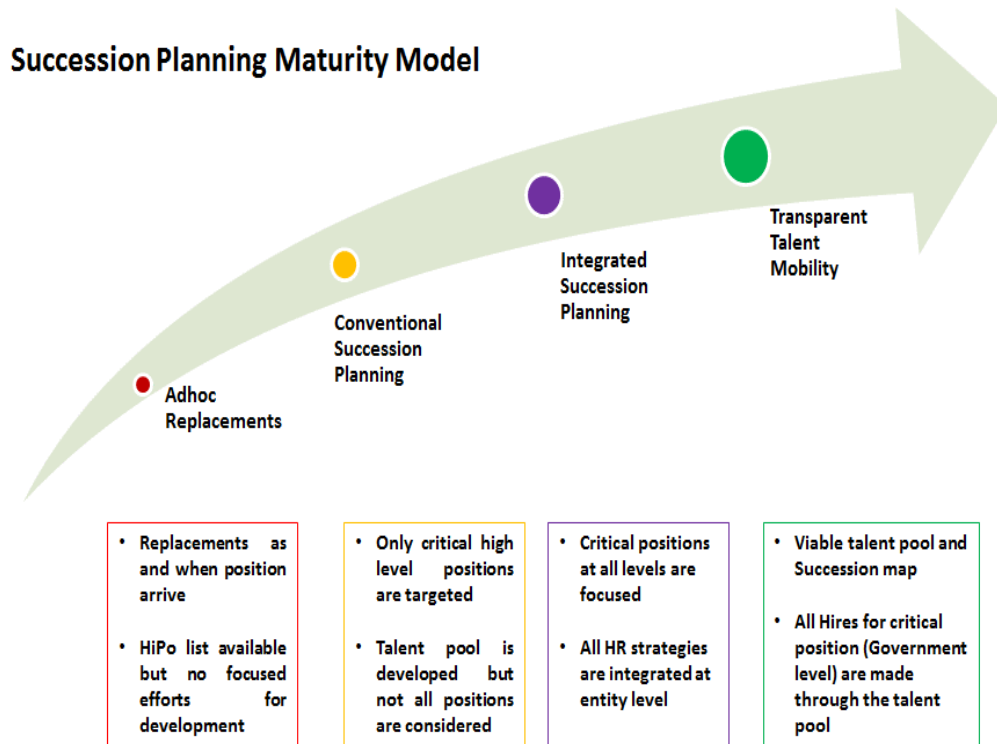 Succession Planning Maturity Model
Transparent
Talent
Mobility
Integrated
Succession
Planning
Conventional
Succession
Planning
Adhoc
Replacements
• Replacements as
and when position
arrive
• HiPo list available
but no focused
efforts for
development
• Only critical high
level positions
are targeted
• Talent pool is
developed but
not all positions
are considered
• Critical positions
at all levels are
focused
• All HR strategies
are integrated at
entity level
• Viable talent pool and
Succession map
• All Hires for critical
position (Government
level) are made
through the talent
pool